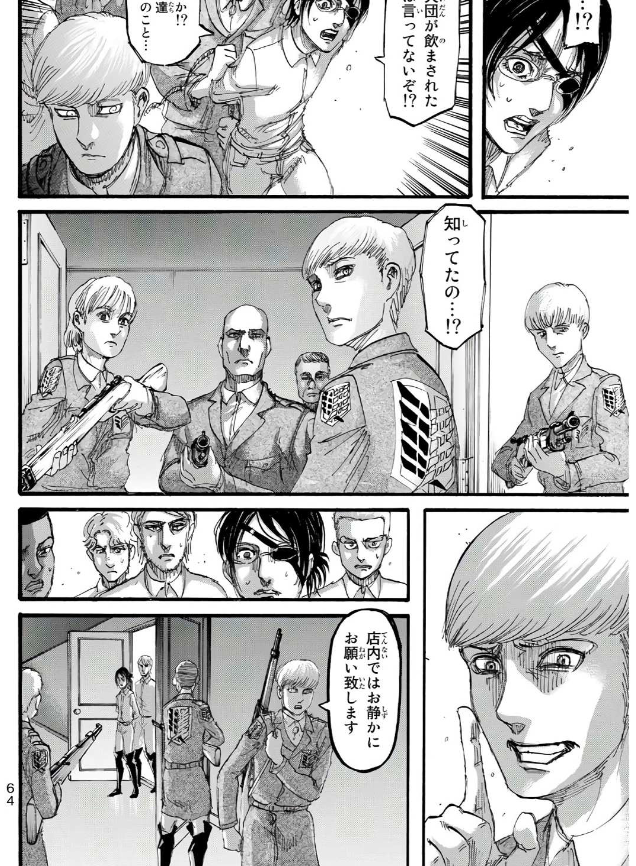 …!?
兵団が飲まされた
言ってないぞ!?
か!?
達
のこと…
知ってたの…!?
店内ではお静かに
お願い致します
64